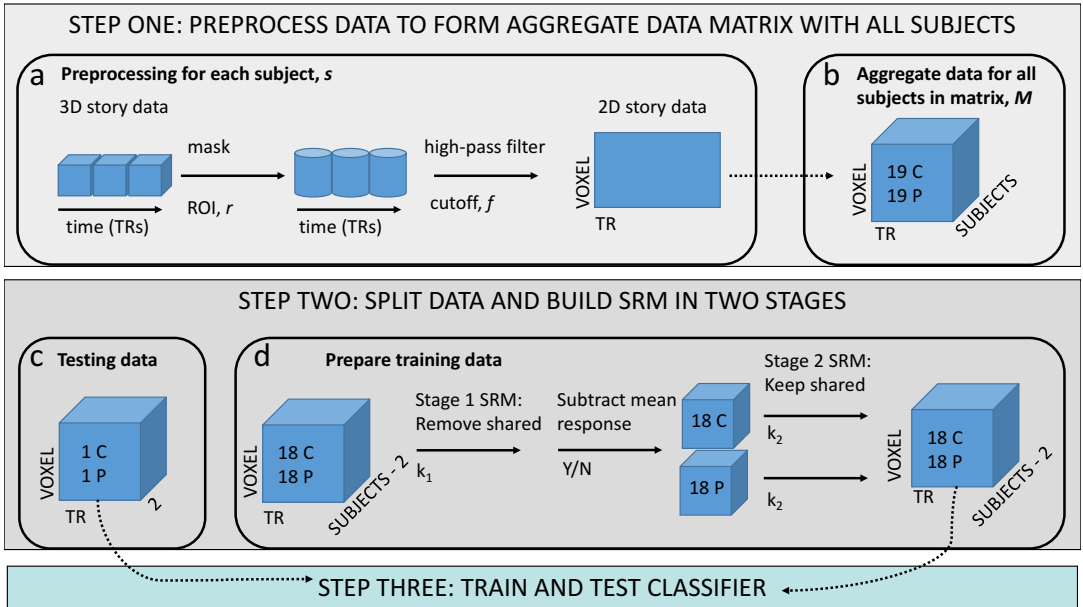 STEP ONE: PREPROCESS DATA TO FORM AGGREGATE DATA MATRIX WITH ALL SUBJECTS
a
Preprocessing for each subject, s
3D story data
mask
ROI, r
time (TRs)
time (TRs)
high-pass filter
cutoff, f
2D story data
VOXEL
TR
b
Aggregate data for all
subjects in matrix, M
19 C
19 P
VOXEL
TR
SUBJECTS
STEP TWO: SPLIT DATA AND BUILD SRM IN TWO STAGES
c
Testing data
1 C
1 P
VOXEL
TR
2
d
Prepare training data
18 C
18 P
VOXEL
TR
SUBJECTS - 2
Stage 1 SRM:
Remove shared
k1
Subtract mean
response
Y/N
18 C
18 P
Stage 2 SRM:
Keep shared
k2
k2
18 C
18 P
VOXEL
TR
SUBJECTS - 2
STEP THREE: TRAIN AND TEST CLASSIFIER